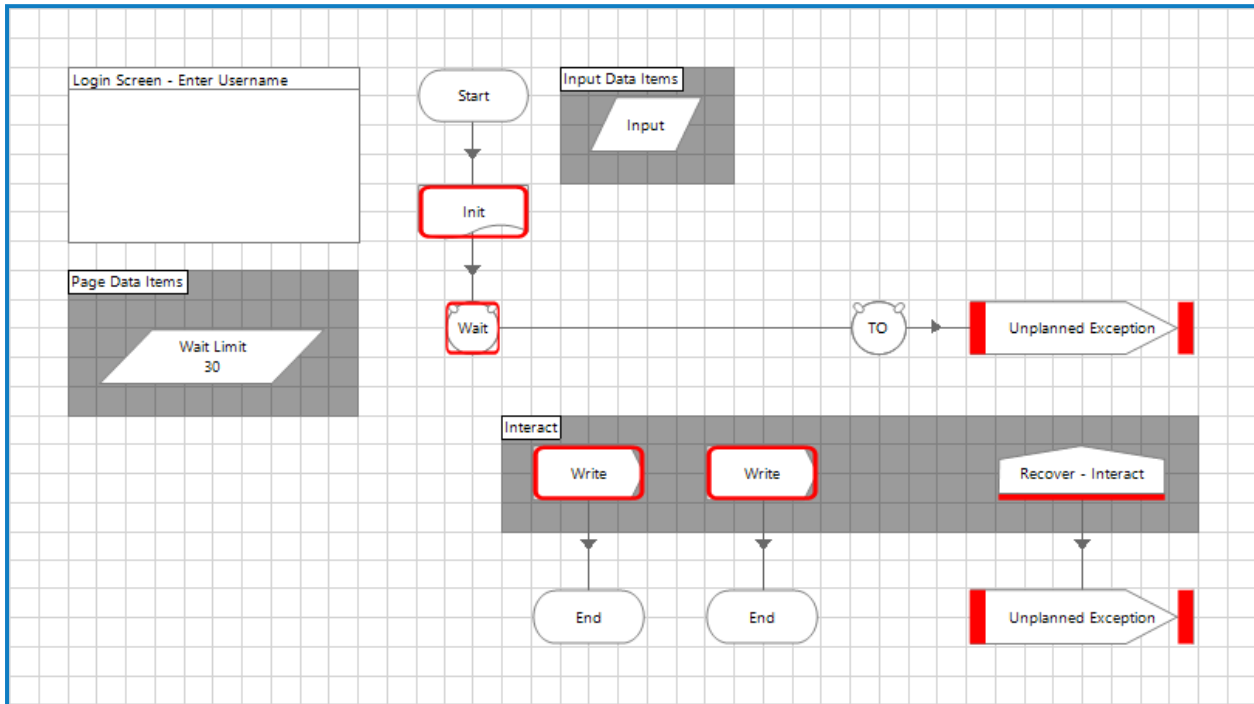 Login Screen - Enter Username
Start
Input Data Items
Input
Init
Page Data Items
Wait Limit
30
Wait
TO
Unplanned Exception
Interact
Write
Write
Recover - Interact
End
End
Unplanned Exception